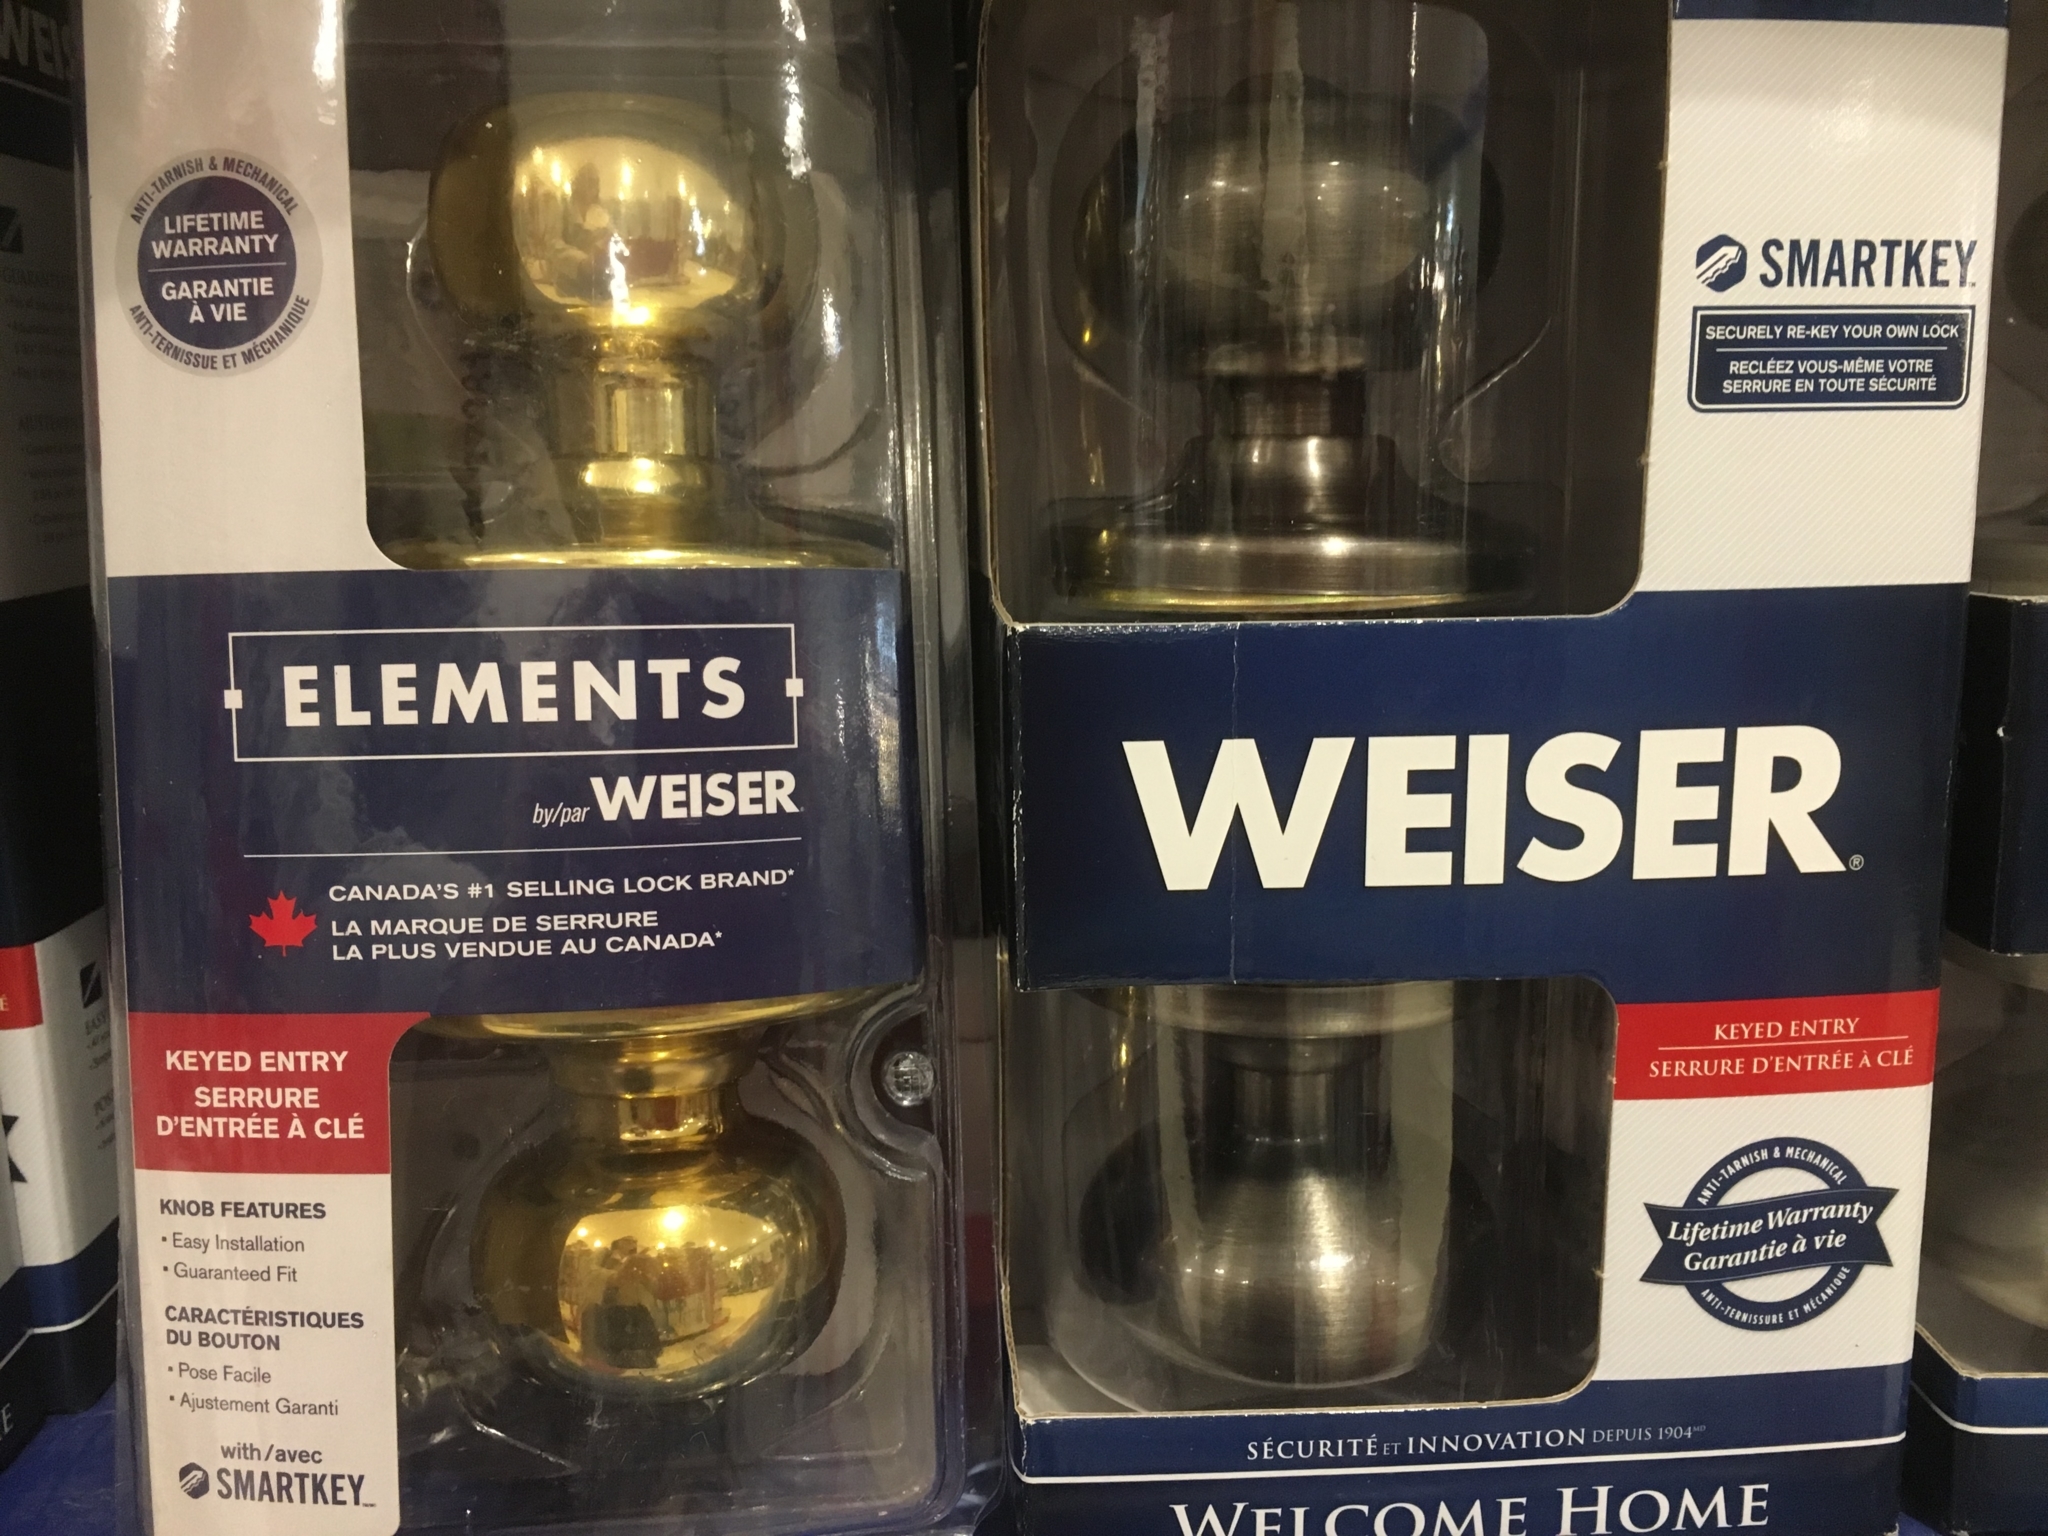 ANTI-TARNISH & MECHANICAL
LIFETIME
WARRANTY
GARANTIE
À VIE
ANTI-TERNISSUE ET MÉCHANIQUE
ELEMENTS
by/par WEISER
CANADA'S #1 SELLING LOCK BRAND*
LA MARQUE DE SERRURE
LA PLUS VENDUE AU CANADA*
KEYED ENTRY
SERRURE
D'ENTRÉE À CLÉ
KNOB FEATURES
• Easy Installation
• Guaranteed Fit
CARACTÉRISTIQUES
DU BOUTON
• Pose Facile
• Ajustement Garanti
with/avec
SMARTKEY
SMARTKEY
SECURELY RE-KEY YOUR OWN LOCK
RECLÉEZ VOUS-MÊME VOTRE
SERRURE EN TOUTE SÉCURITÉ
WEISER®
KEYED ENTRY
SERRURE D'ENTRÉE À CLÉ
ANTI-TARNISH & MECHANICAL
Lifetime Warranty
Garantie à vie
ANTI-TERNISSURE ET MÉCANIQUE
SÉCURITÉ ET INNOVATION DEPUIS 1904 MD
WELCOME HOME